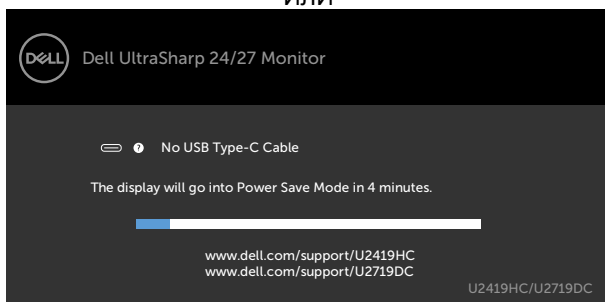 или
DELL
Dell UltraSharp 24/27 Monitor
? No USB Type-C Cable
The display will go into Power Save Mode in 4 minutes.
www.dell.com/support/U2419HC
www.dell.com/support/U2719DC
U2419HC/U2719DC